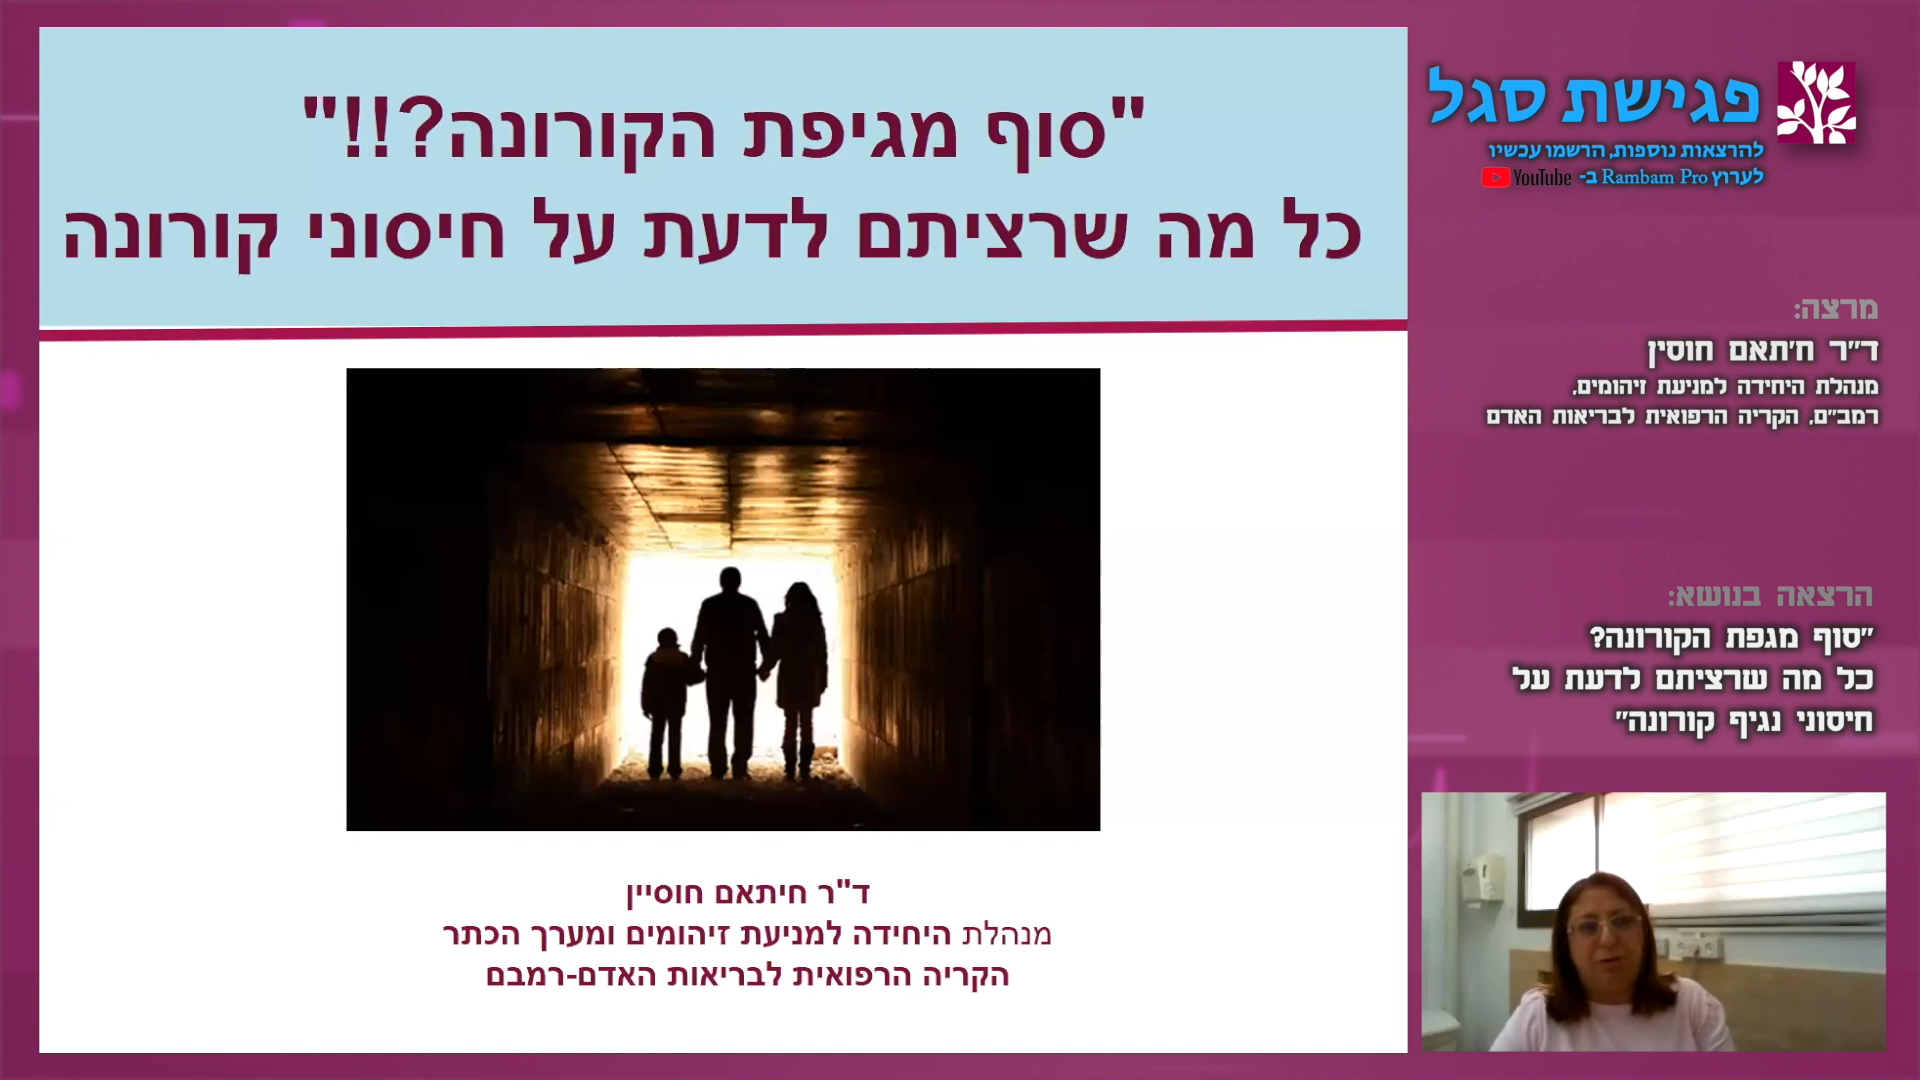 "סוף מגיפת הקורונה?!!"
כל מה שרציתם לדעת על חיסוני קורונה
ד"ר חיתאם חוסיין
מנהלת היחידה למניעת זיהומים ומערך הכתר
הקריה הרפואית לבריאות האדם-רמבם
פגישת סגל
להרצאות נוספות, הרשמו עכשיו
לערוץ Rambam Pro ב- YouTube
מרצה:
ד״ר ח׳תאם חוסין
מנהלת היחידה למניעת זיהומים,
רמב״ם, הקריה הרפואית לבריאות האדם
הרצאה בנושא:
״סוף מגפת הקורונה?
כל מה שרציתם לדעת על
חיסוני נגיף קורונה״